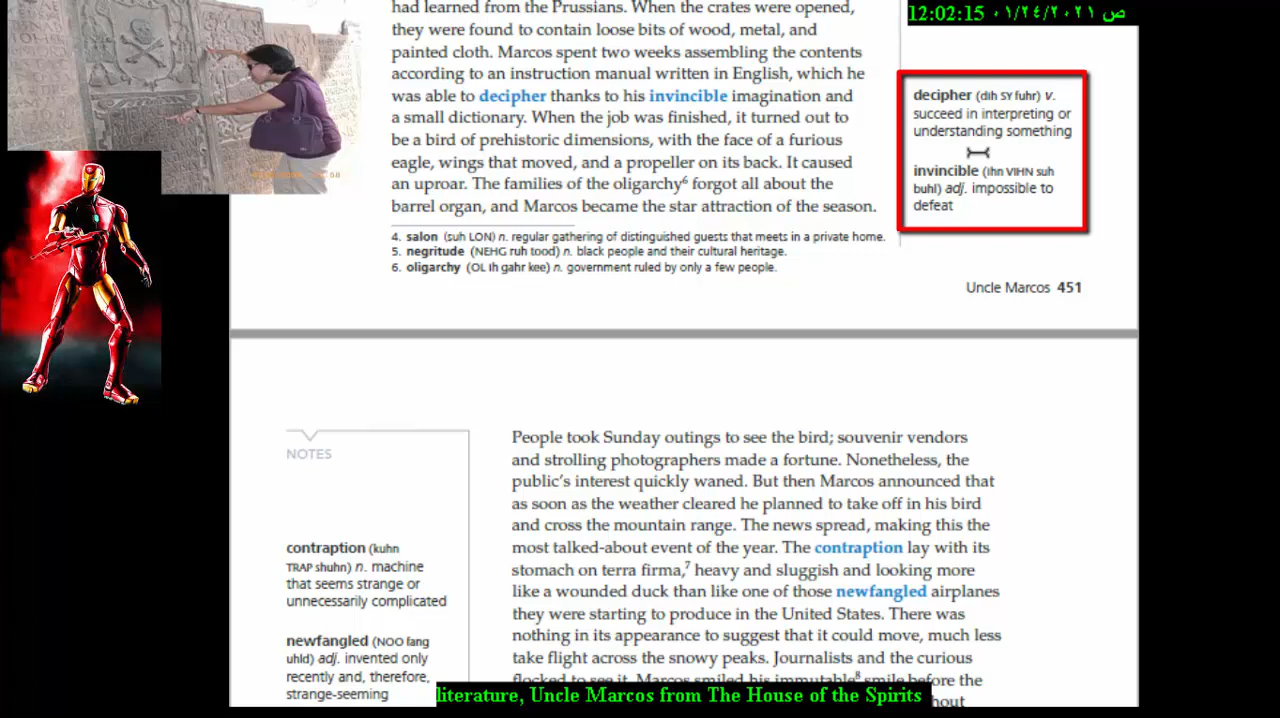 had learned from the Prussians. When the crates were opened,
they were found to contain loose bits of wood, metal, and
painted cloth. Marcos spent two weeks assembling the contents
according to an instruction manual written in English, which he
was able to decipher thanks to his invincible imagination and
a small dictionary. When the job was finished, it turned out to
be a bird of prehistoric dimensions, with the face of a furious
eagle, wings that moved, and a propeller on its back. It caused
an uproar. The families of the oligarchy⁶ forgot all about the
barrel organ, and Marcos became the star attraction of the season.
12:02:15 ٠١/٢٤/٢٠٢١ ص
decipher (dih SY fuhr) v.
succeed in interpreting or
understanding something
invincible (ihn VIHN suh
buhl) adj. impossible to
defeat
4. salon (suh LON) n. regular gathering of distinguished guests that meets in a private home.
5. negritude (NEHG ruh tood) n. black people and their cultural heritage.
6. oligarchy (OL ih gahr kee) n. government ruled by only a few people.
Uncle Marcos 451
NOTES
contraption (kuhn
TRAP shuhn) n. machine
that seems strange or
unnecessarily complicated
newfangled (NOO fang
uhld) adj. invented only
recently and, therefore,
strange-seeming
People took Sunday outings to see the bird; souvenir vendors
and strolling photographers made a fortune. Nonetheless, the
public's interest quickly waned. But then Marcos announced that
as soon as the weather cleared he planned to take off in his bird
and cross the mountain range. The news spread, making this the
most talked-about event of the year. The contraption lay with its
stomach on terra firma,⁷ heavy and sluggish and looking more
like a wounded duck than like one of those newfangled airplanes
they were starting to produce in the United States. There was
nothing in its appearance to suggest that it could move, much less
take flight across the snowy peaks. Journalists and the curious
flocked to see it. Marcos smiled his immutable⁸ smile before the
literature, Uncle Marcos from The House of the Spirits